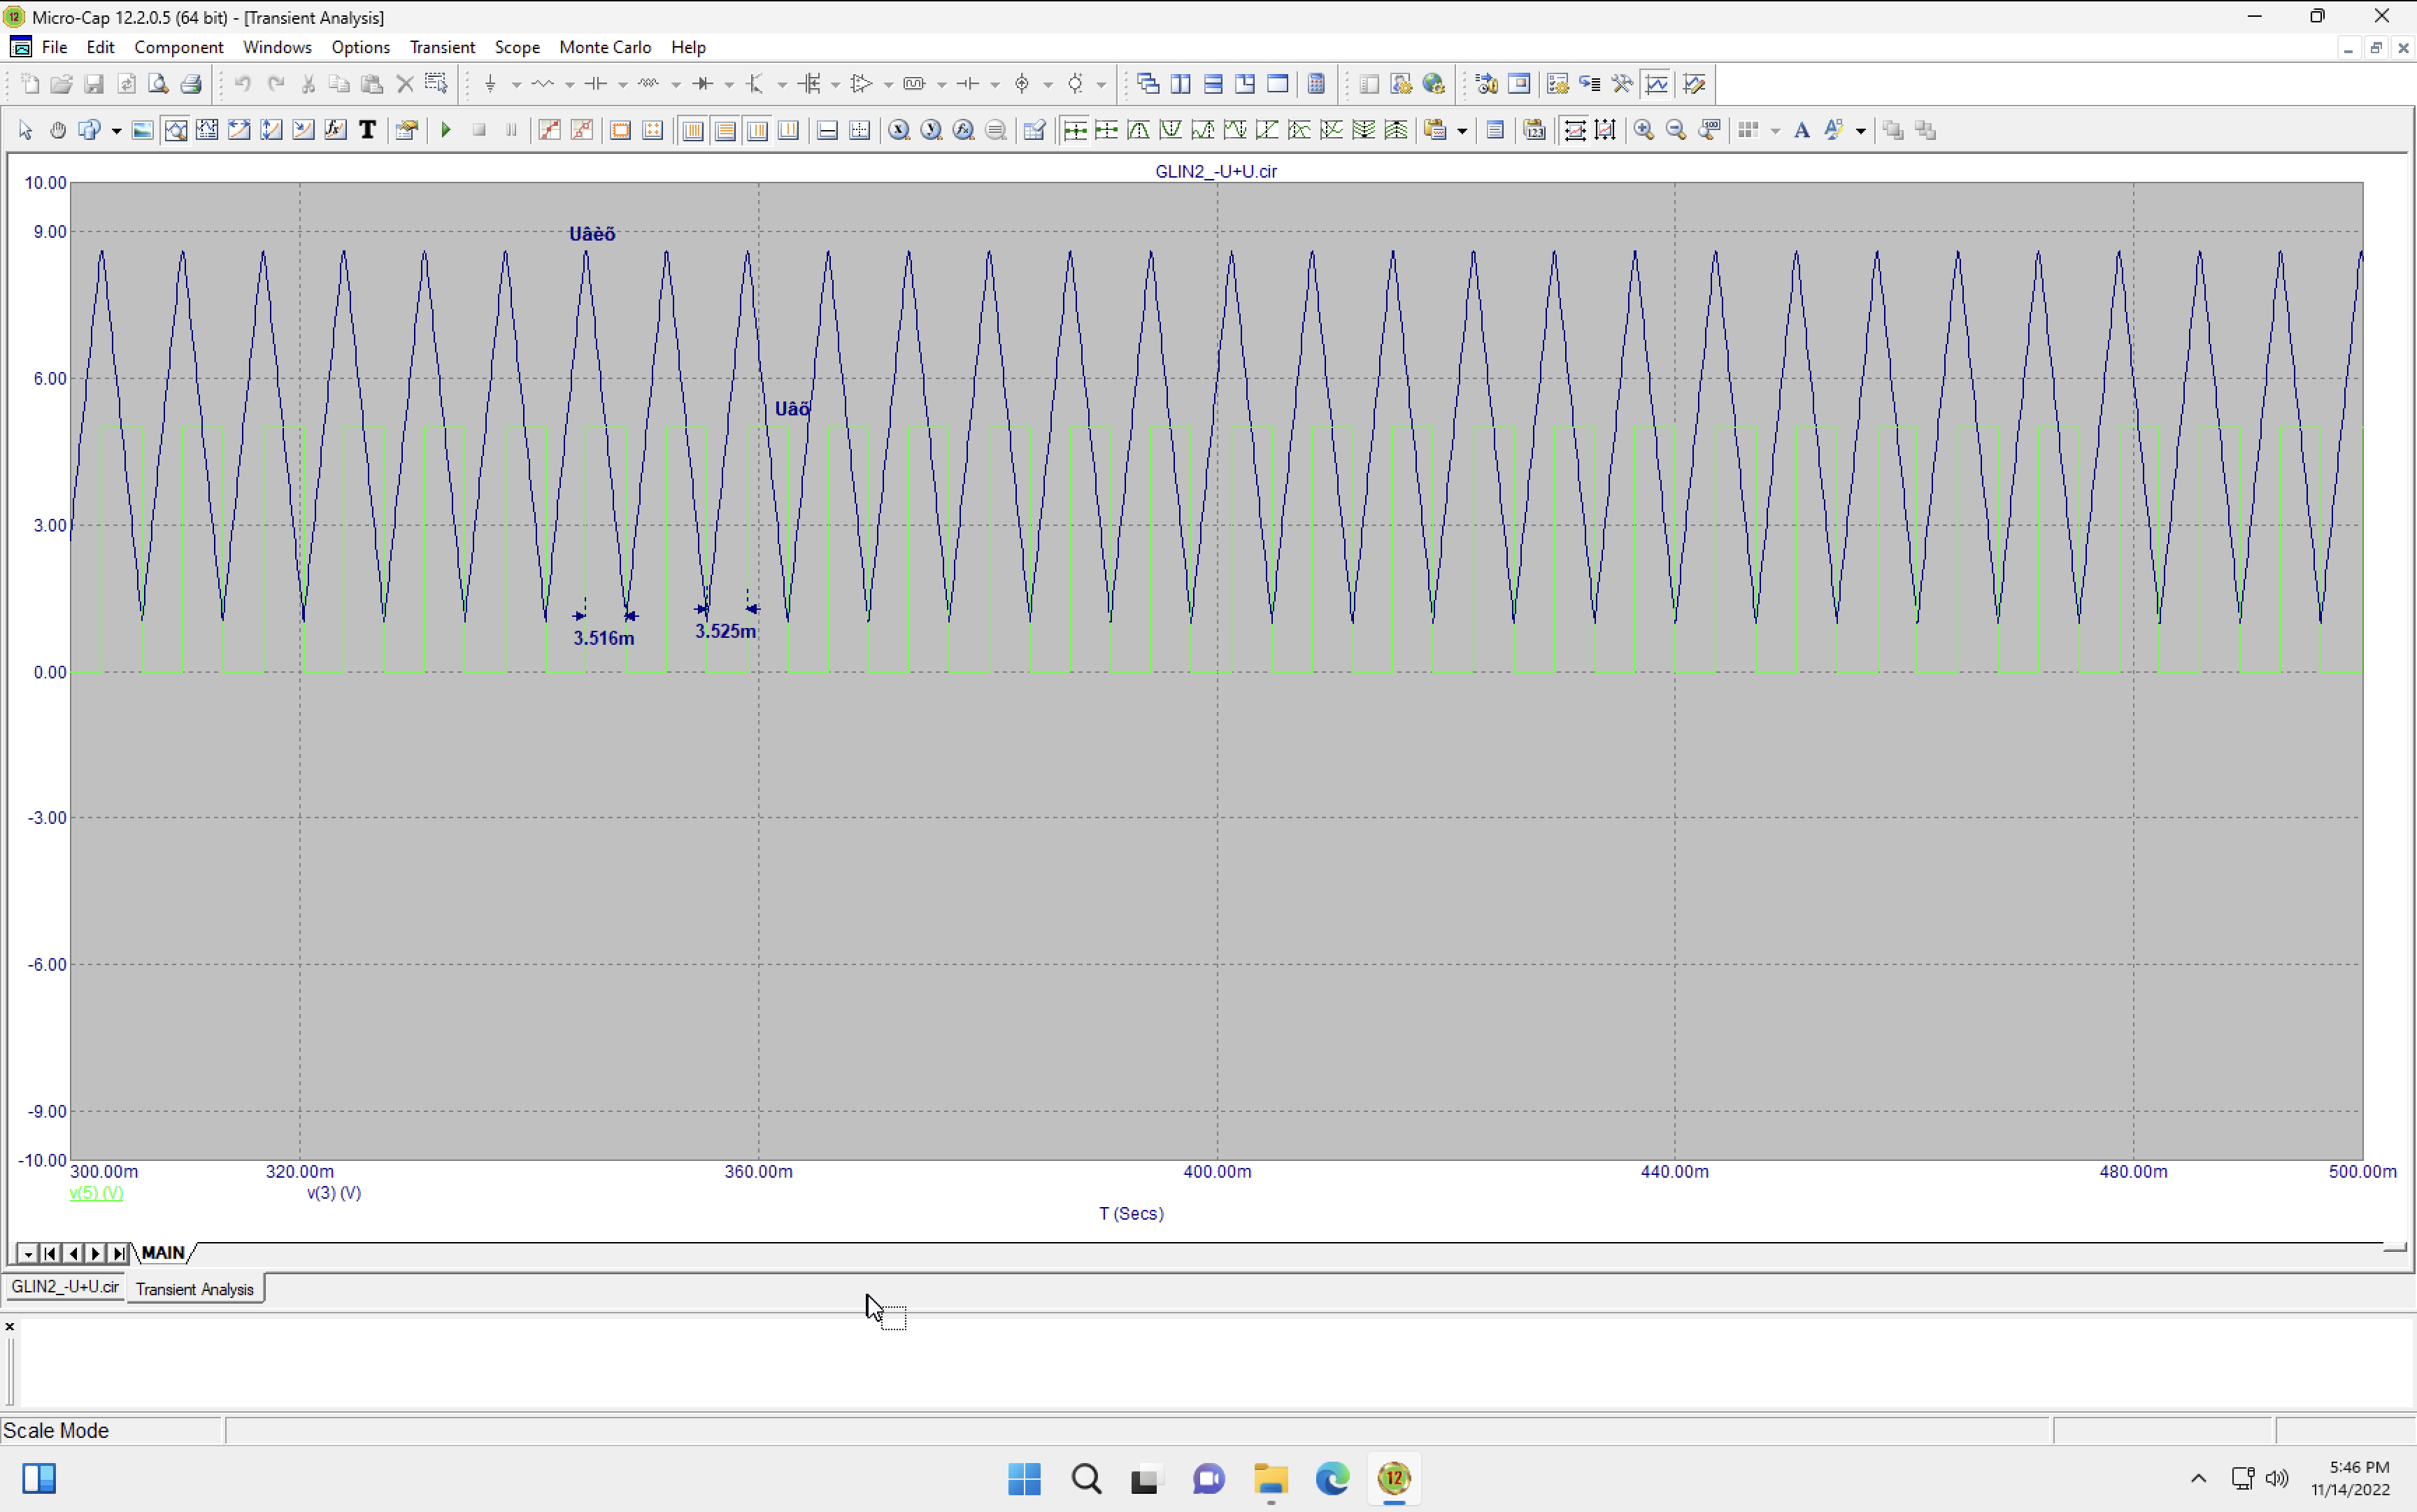 Micro-Cap 12.2.0.5 (64 bit) - [Transient Analysis]
File Edit Component Windows Options Transient Scope Monte Carlo Help
GLIN2_-U+U.cir
10.00
9.00
Uâèõ
6.00
Uâõ
3.00
3.516m
3.525m
0.00
-3.00
-6.00
-9.00
-10.00
300.00m 320.00m 360.00m 400.00m 440.00m 480.00m 500.00m
v(5) (V) v(3) (V)
T (Secs)
MAIN
GLIN2_-U+U.cir Transient Analysis
Scale Mode
5:46 PM
11/14/2022